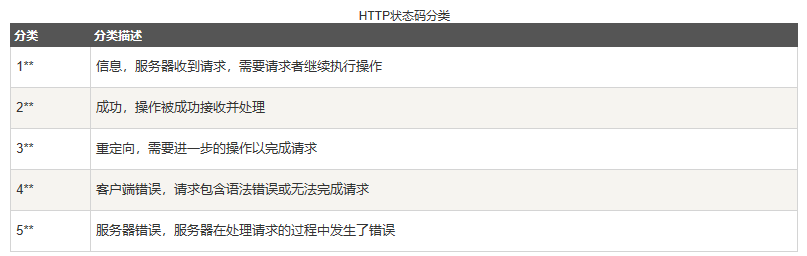 HTTP状态码分类
分类 分类描述
1** 信息，服务器收到请求，需要请求者继续执行操作
2** 成功，操作被成功接收并处理
3** 重定向，需要进一步的操作以完成请求
4** 客户端错误，请求包含语法错误或无法完成请求
5** 服务器错误，服务器在处理请求的过程中发生了错误